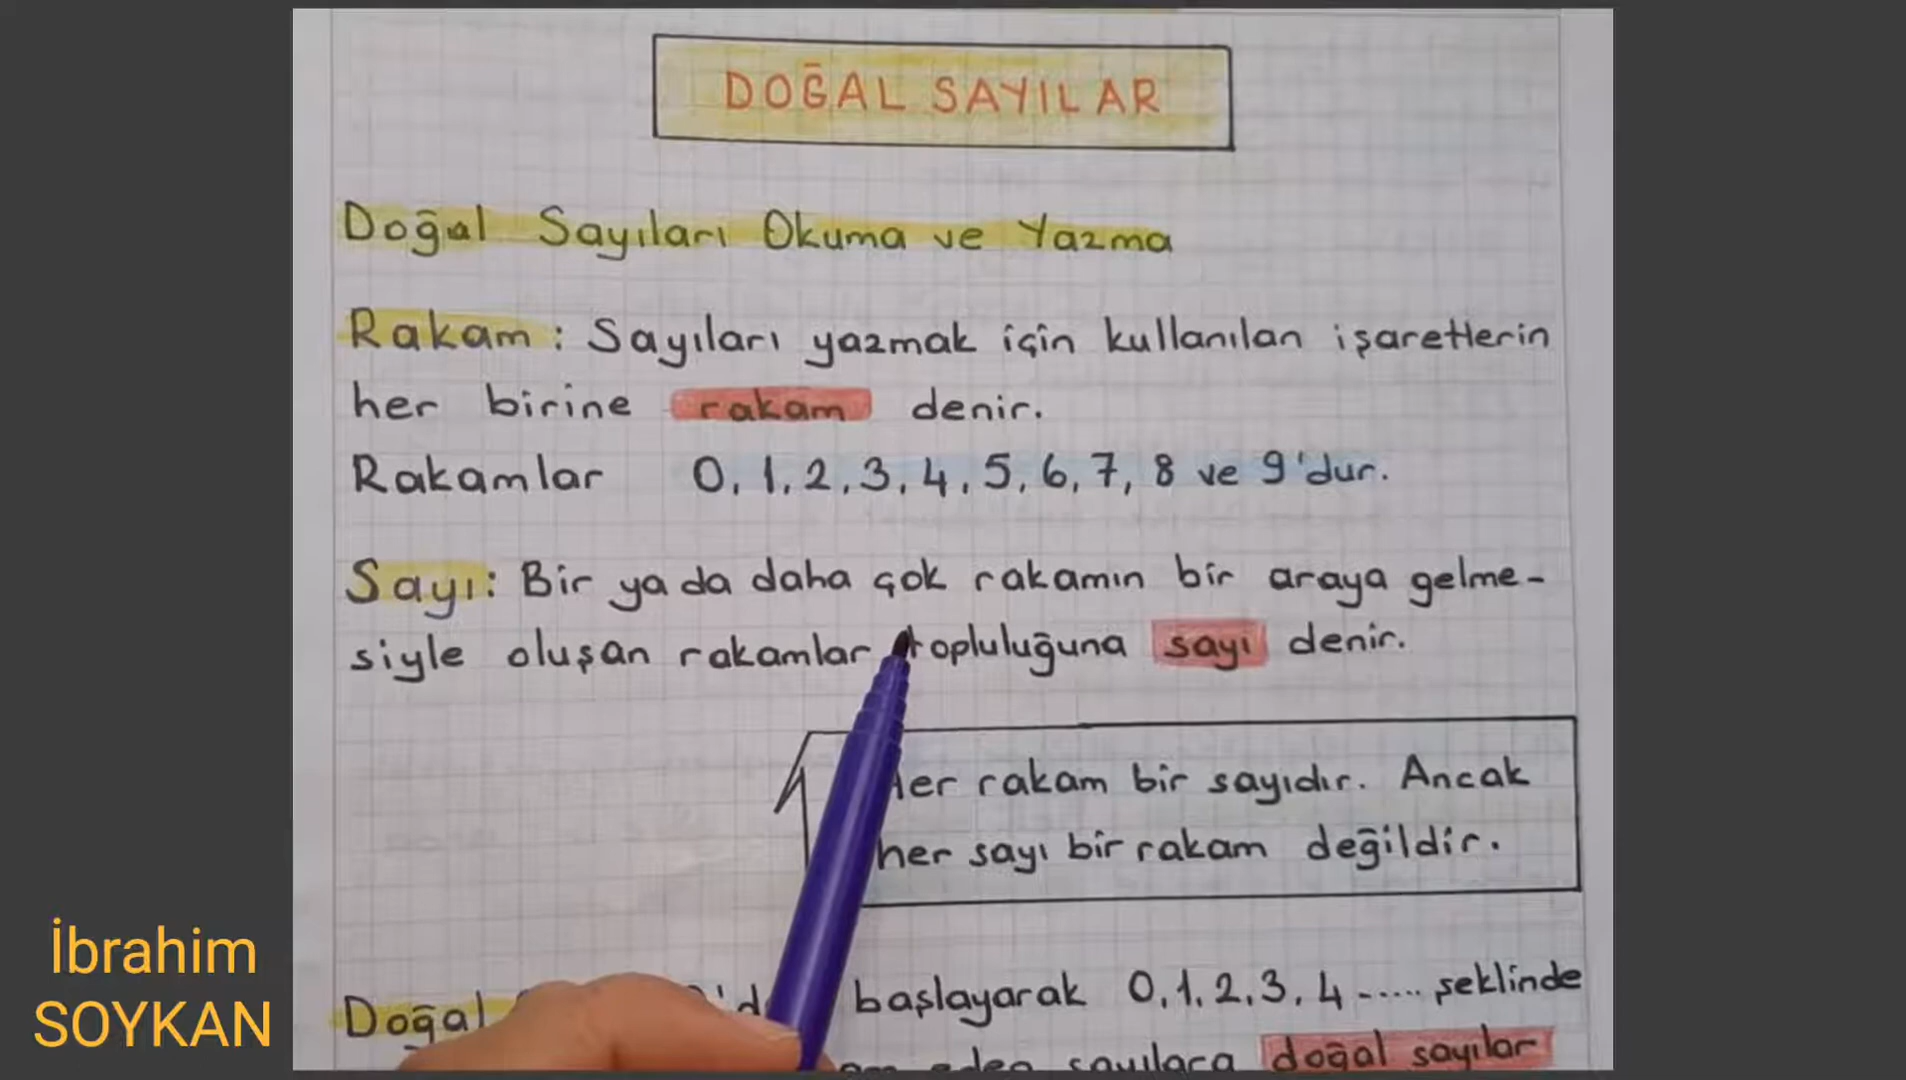 DOĞAL SAYILAR
Doğal Sayıları Okuma ve Yazma
Rakam: Sayıları yazmak için kullanılan işaretlerin
her birine rakam denir.
Rakamlar 0, 1, 2, 3, 4, 5, 6, 7, 8 ve 9'dur.
Sayı: Bir ya da daha çok rakamın bir araya gelme-
siyle oluşan rakamlar topluluğuna sayı denir.
Her rakam bir sayıdır. Ancak
her sayı bir rakam değildir.
Doğal başlayarak 0, 1, 2, 3, 4 ..... şeklinde
eden sayılara doğal sayılar
İbrahim
SOYKAN